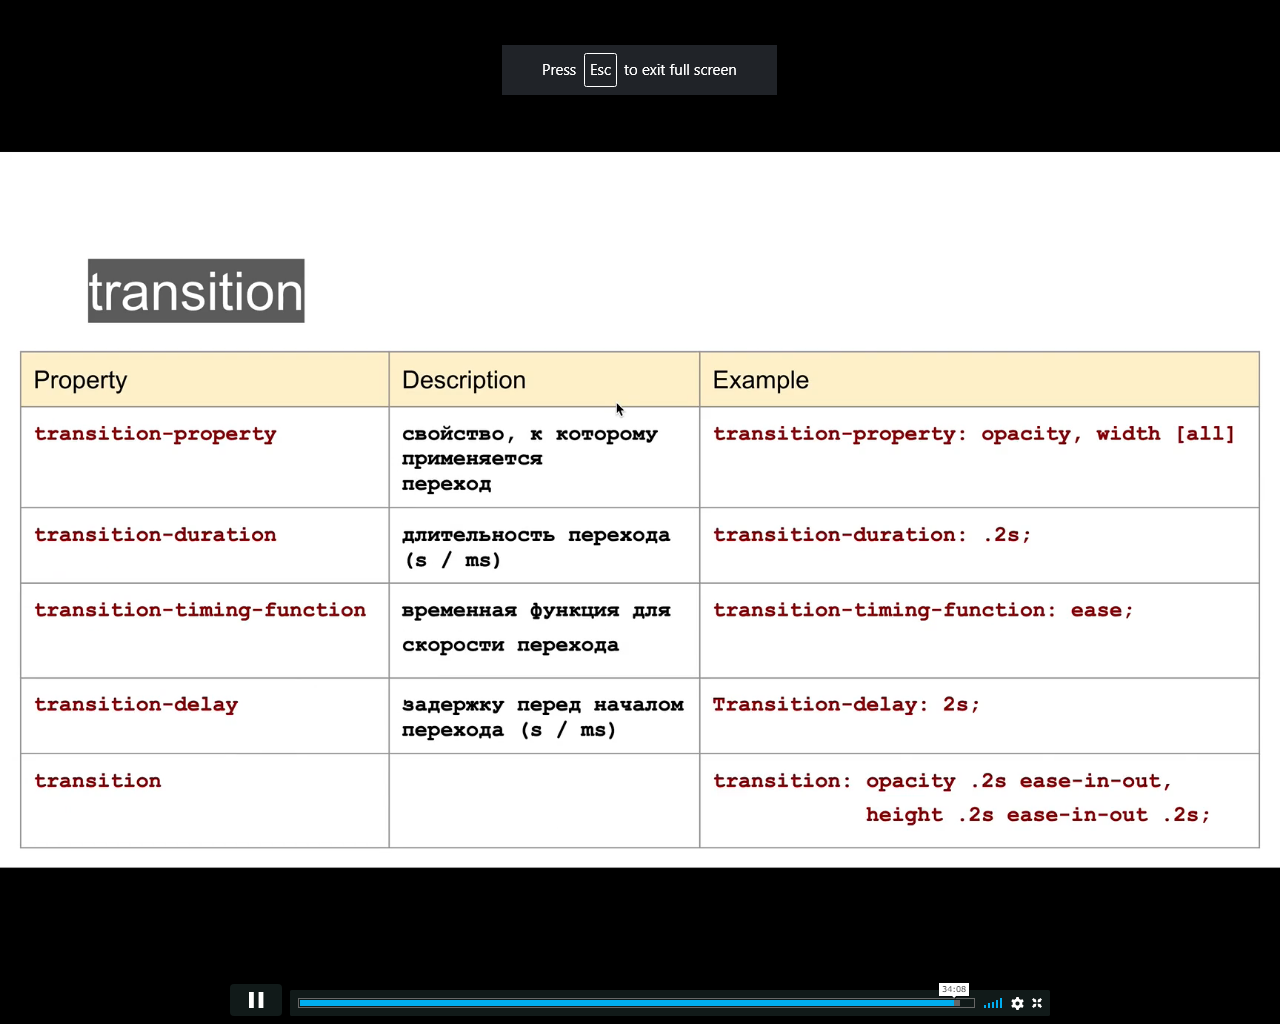 Press Esc to exit full screen
transition
Property Description Example
transition-property
свойство, к которому
применяется
переход
transition-property: opacity, width [all]
transition-duration
длительность перехода
(s / ms)
transition-duration: .2s;
transition-timing-function
временная функция для
скорости перехода
transition-timing-function: ease;
transition-delay
задержку перед началом
перехода (s / ms)
Transition-delay: 2s;
transition
transition: opacity .2s ease-in-out,
height .2s ease-in-out .2s;
34:08